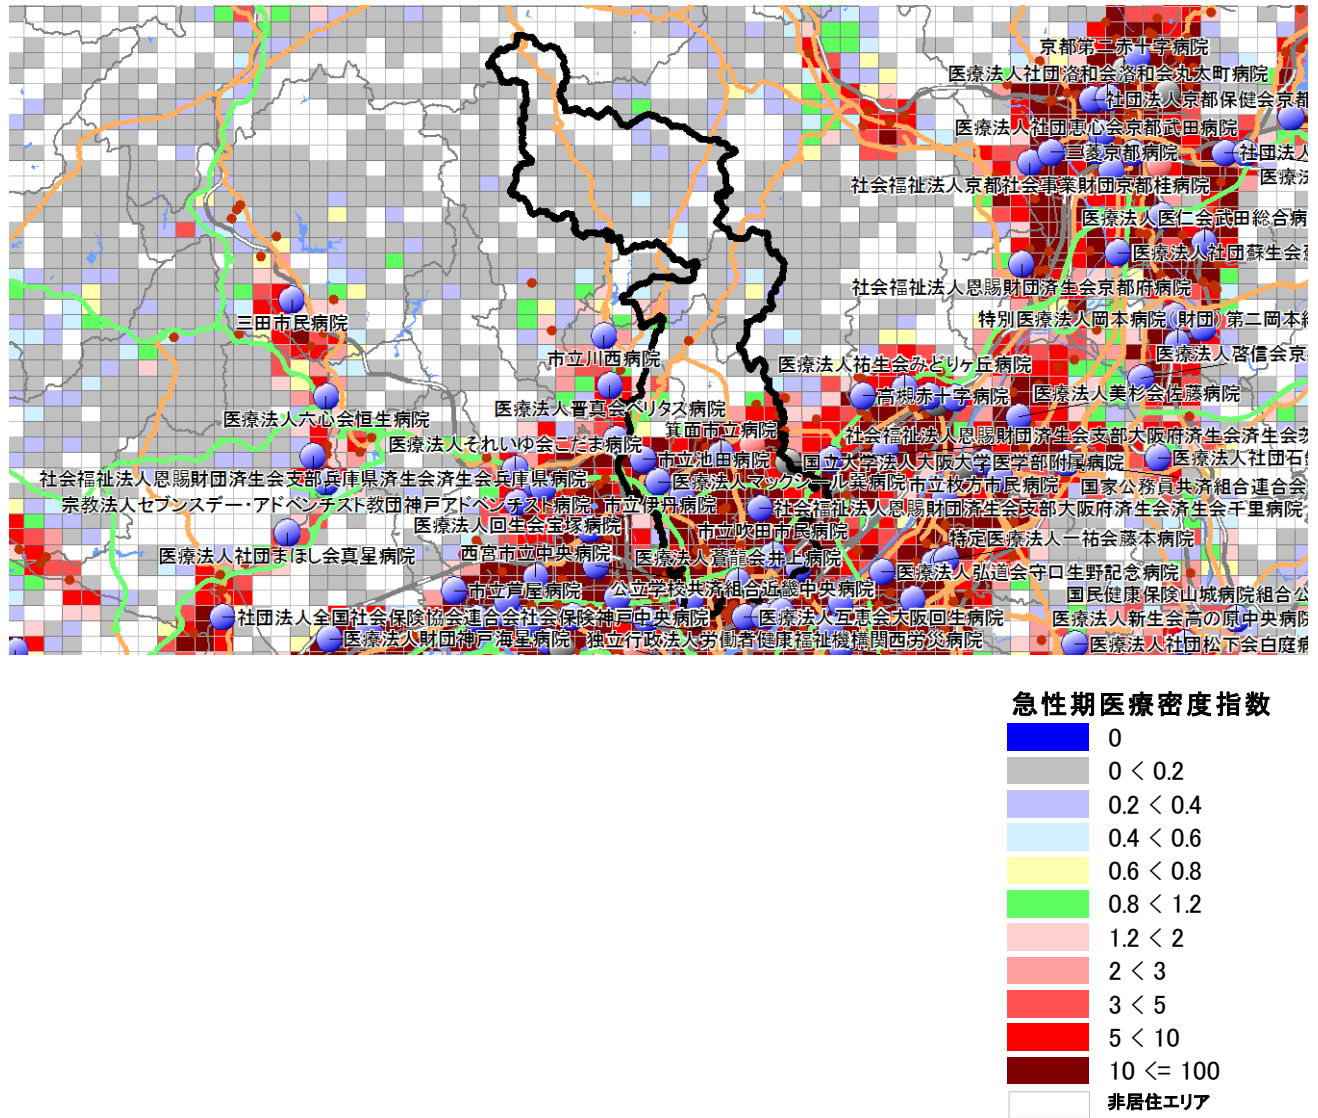 京都第二赤十字病院
医療法人社団洛和会洛和会丸太町病院
社団法人京都保健会京都
医療法人社団恵心会京都武田病院
三菱京都病院
社団法人
医療法
社会福祉法人京都社会事業財団京都桂病院
医療法人医仁会武田総合病
医療法人社団蘇生会蘇
社会福祉法人恩賜財団済生会京都府病院
三田市民病院
特別医療法人岡本病院(財団)第二岡本総
市立川西病院
医療法人啓信会京
医療法人祐生会みどりヶ丘病院
高槻赤十字病院
医療法人美杉会佐藤病院
医療法人晋真会ベリタス病院
医療法人六心会恒生病院
箕面市立病院
社会福祉法人恩賜財団済生会支部大阪府済生会済生会茨
医療法人それいゆ会こだま病院
市立池田病院
国立大学法人大阪大学医学部附属病院
医療法人社団石鎚
社会福祉法人恩賜財団済生会支部兵庫県済生会済生会兵庫県病院
医療法人マックシール巽病院
市立枚方市民病院
国家公務員共済組合連合会
宗教法人セブンスデー・アドベンチスト教団神戸アドベンチスト病院
市立伊丹病院
社会福祉法人恩賜財団済生会支部大阪府済生会済生会千里病院
医療法人回生会宝塚病院
市立吹田市民病院
特定医療法人一祐会藤本病院
医療法人社団まほし会真星病院
西宮市立中央病院
医療法人蒼龍会井上病院
医療法人弘道会守口生野記念病院
市立芦屋病院
公立学校共済組合近畿中央病院
国民健康保険山城病院組合公
社団法人全国社会保険協会連合会社会保険神戸中央病院
医療法人互恵会大阪回生病院
医療法人新生会高の原中央病院
医療法人財団神戸海星病院
独立行政法人労働者健康福祉機構関西労災病院
医療法人社団松下会白庭病
急性期医療密度指数
0
0 < 0.2
0.2 < 0.4
0.4 < 0.6
0.6 < 0.8
0.8 < 1.2
1.2 < 2
2 < 3
3 < 5
5 < 10
10 <= 100
非居住エリア